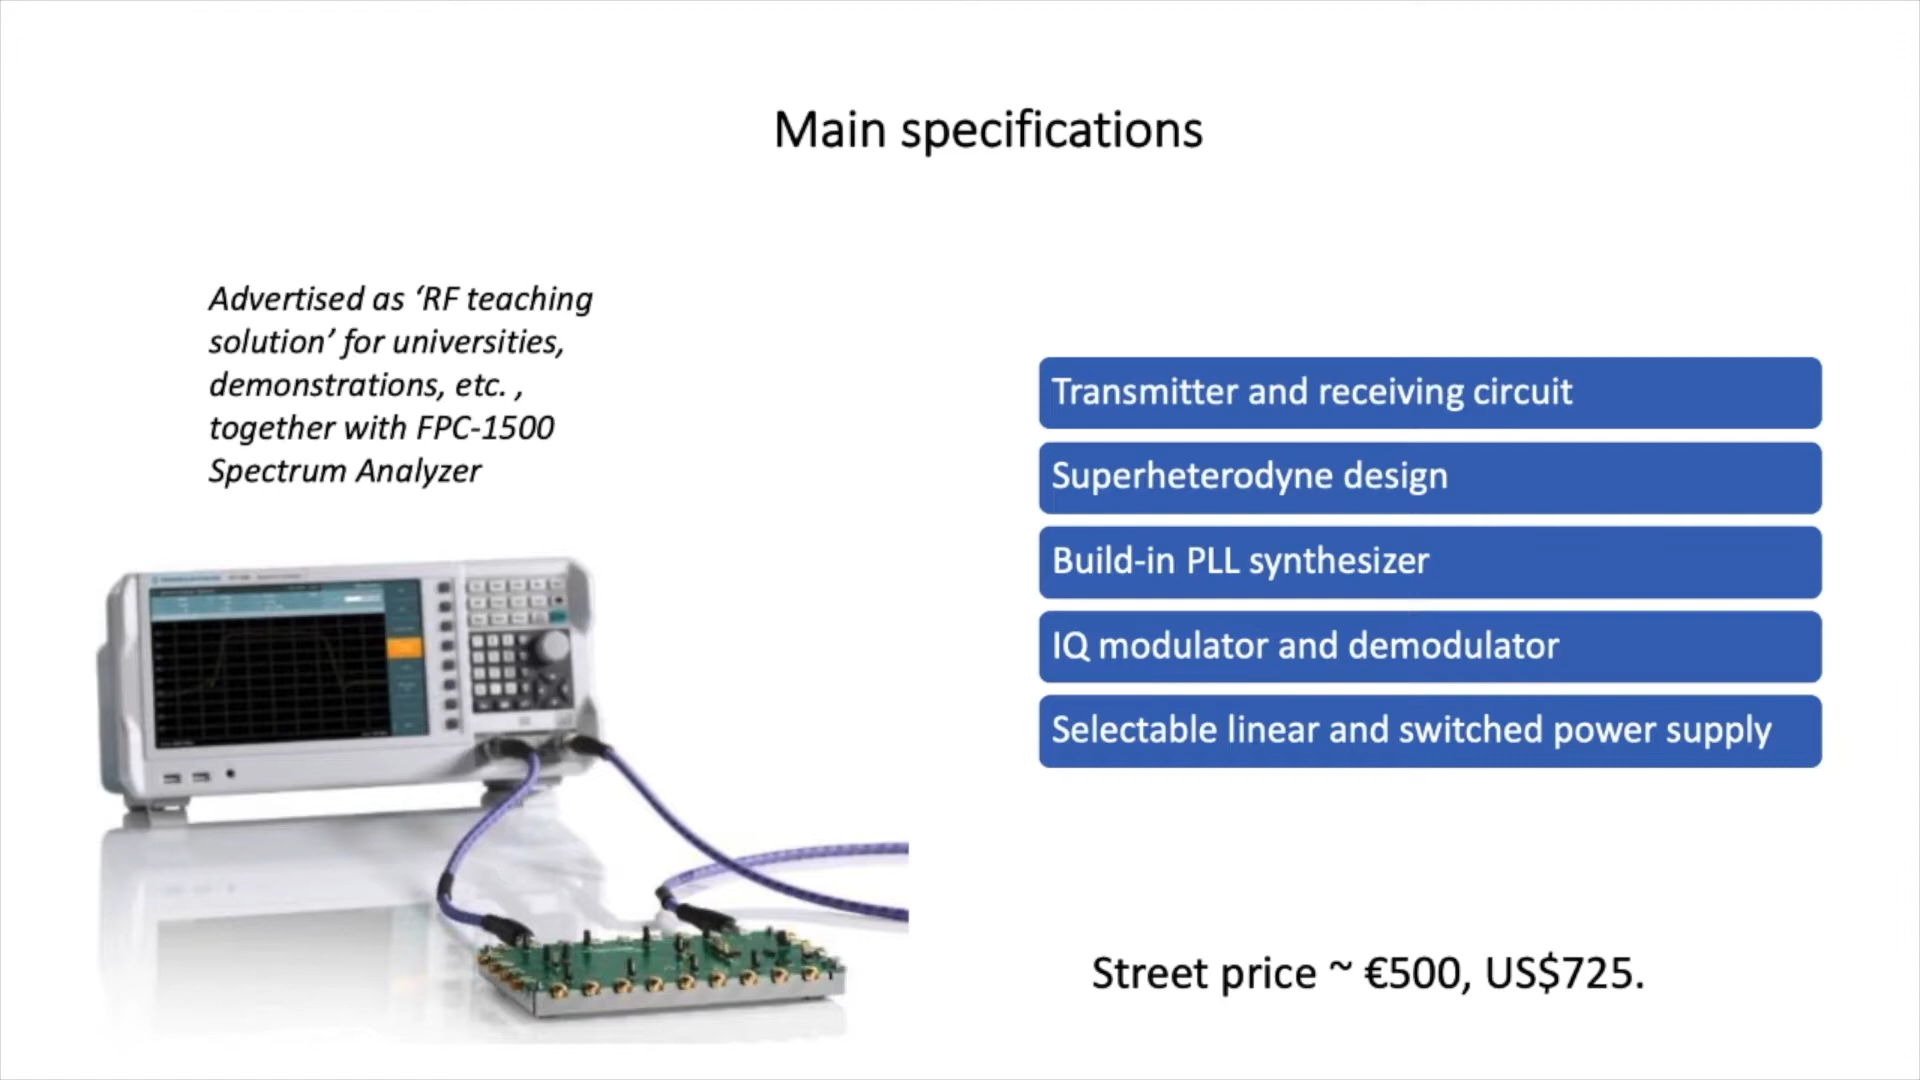 Main specifications
Advertised as ‘RF teaching
solution’ for universities,
demonstrations, etc. ,
together with FPC-1500
Spectrum Analyzer
Transmitter and receiving circuit
Superheterodyne design
Build-in PLL synthesizer
IQ modulator and demodulator
Selectable linear and switched power supply
Street price ~ €500, US$725.